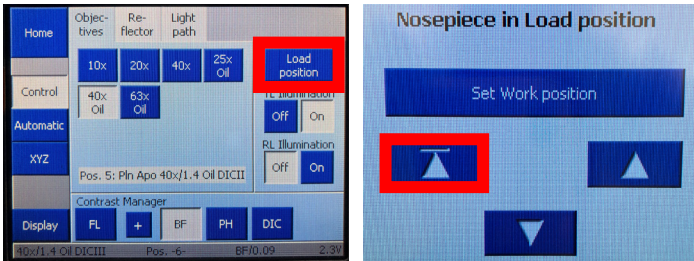 Home
Objec-
tives
Re-
flector
Light
path
10x
20x
40x
25x
Oil
Load
position
Control
40x
Oil
63x
Oil
TL Illumination
Off
On
Automatic
XYZ
RL Illumination
Off
On
Pos. 5: Pln Apo 40x/1.4 Oil DICII
Contrast Manager
Display
FL
+
BF
PH
DIC
40x/1.4 Oil DICIII
Pos. -6-
BF/0.09
2.3V
Nosepiece in Load position
Set Work position